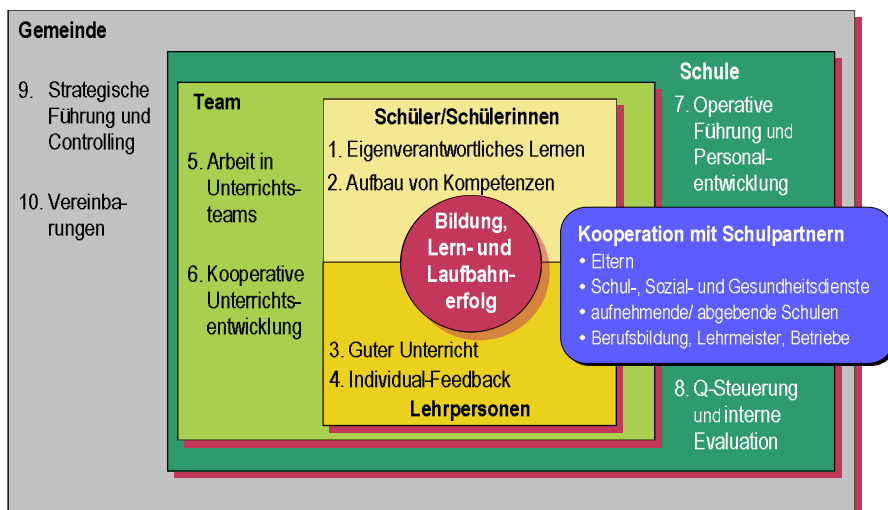 Gemeinde
9. Strategische
Führung und
Controlling
10. Vereinba-
rungen
Team
5. Arbeit in
Unterrichts-
teams
6. Kooperative
Unterrichts-
entwicklung
Schüler/Schülerinnen
1. Eigenverantwortliches Lernen
2. Aufbau von Kompetenzen
Bildung,
Lern- und
Laufbahn-
erfolg
3. Guter Unterricht
4. Individual-Feedback
Lehrpersonen
Schule
7. Operative
Führung und
Personal-
entwicklung
Kooperation mit Schulpartnern
• Eltern
• Schul-, Sozial- und Gesundheitsdienste
• aufnehmende/ abgebende Schulen
• Berufsbildung, Lehrmeister, Betriebe
8. Q-Steuerung
und interne
Evaluation